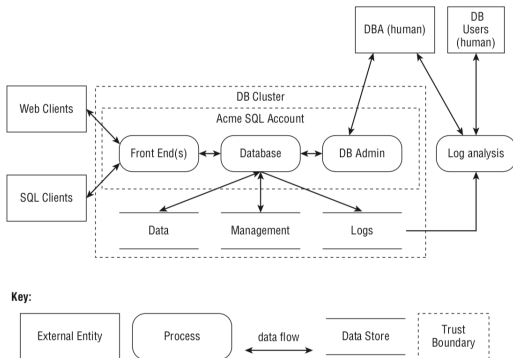 DBA (human)
DB
Users
(human)
DB Cluster
Web Clients
Acme SQL Account
Front End(s)
Database
DB Admin
Log analysis
SQL Clients
Data
Management
Logs
Key:
External Entity
Process
data flow
Data Store
Trust
Boundary